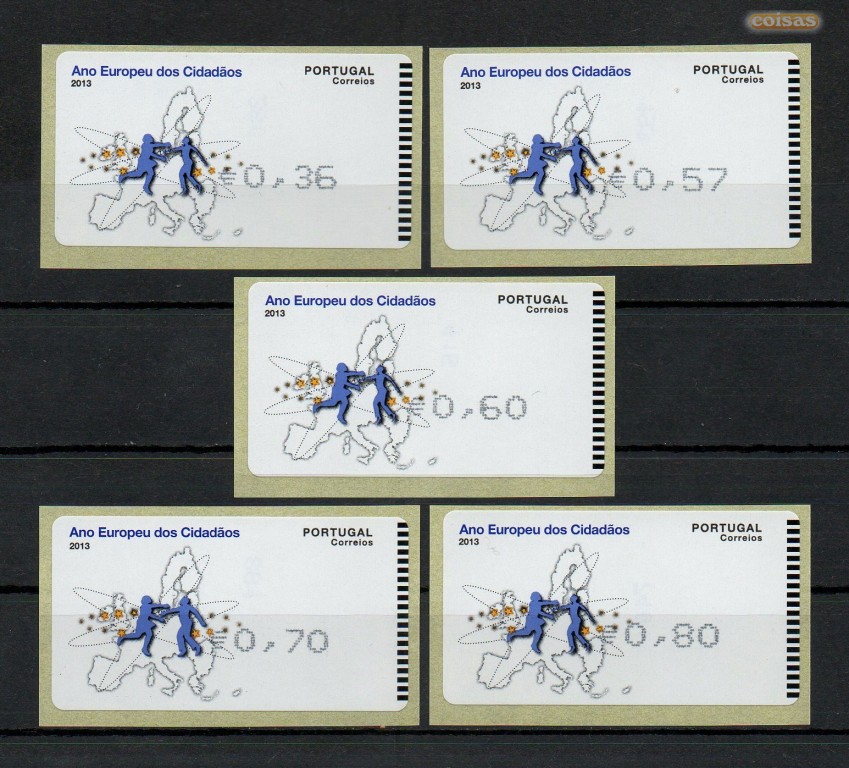 coisas
Ano Europeu dos Cidadãos
2013
PORTUGAL
Correios
€0,36
Ano Europeu dos Cidadãos
2013
PORTUGAL
Correios
€0,57
Ano Europeu dos Cidadãos
2013
PORTUGAL
Correios
€0,60
Ano Europeu dos Cidadãos
2013
PORTUGAL
Correios
€0,70
Ano Europeu dos Cidadãos
2013
PORTUGAL
Correios
€0,80